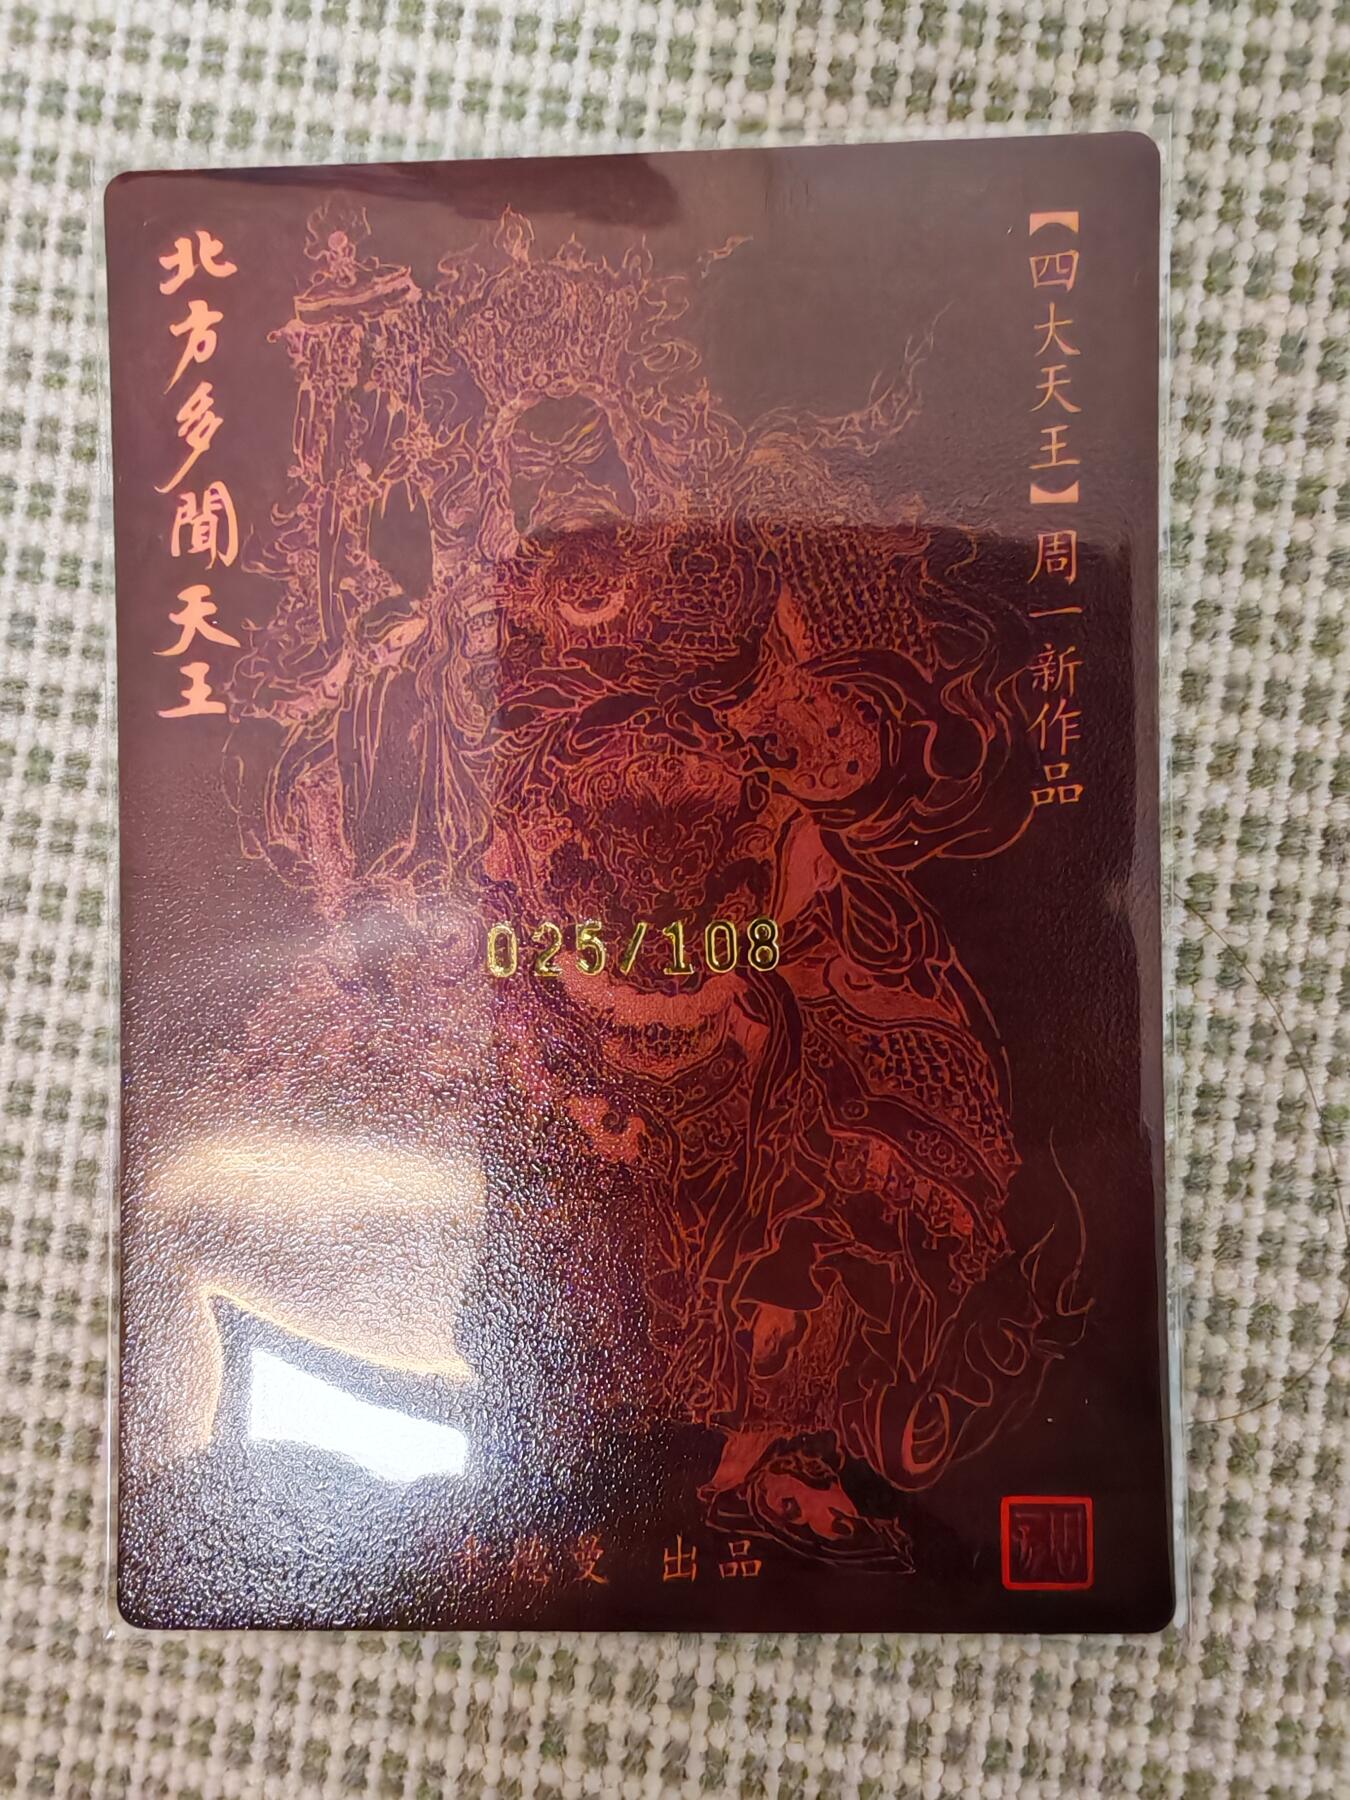 【四大天王】周一新作品
北方多聞天王
025/108
曼 出品